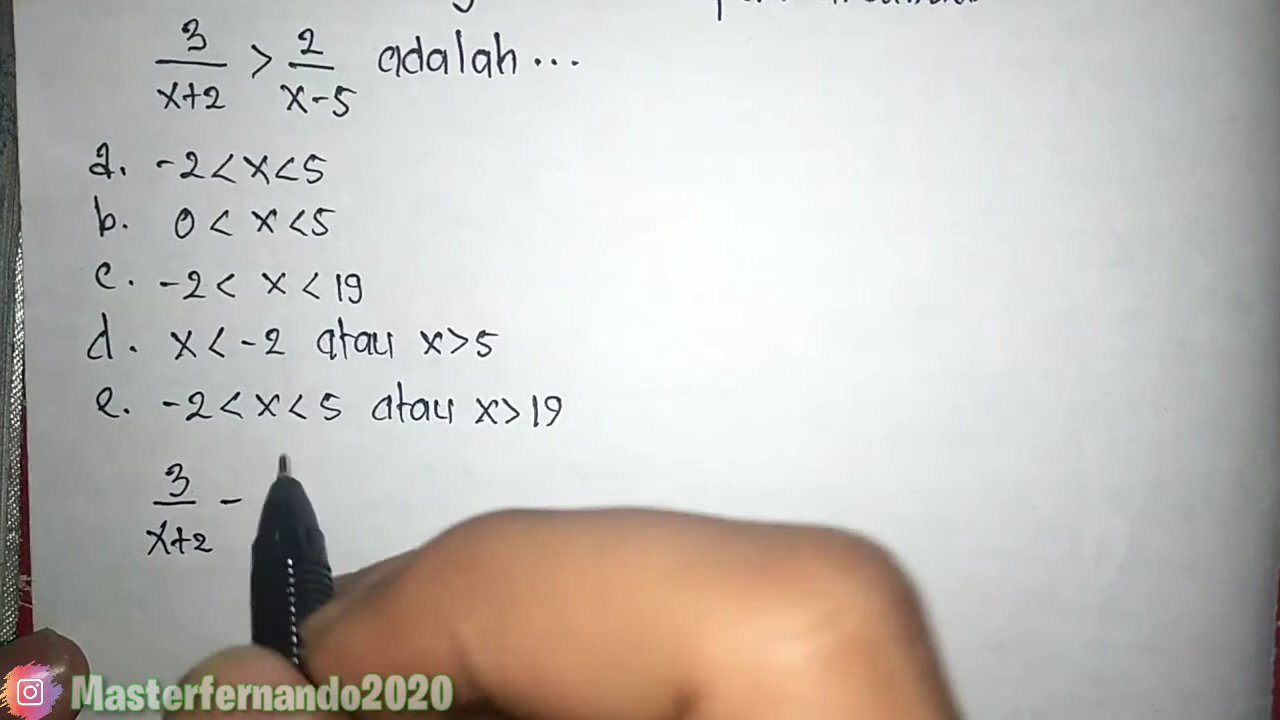 3/(x+2) > 2/(x-5) adalah ...
a. -2 < x < 5
b. 0 < x < 5
c. -2 < x < 19
d. x < -2 atau x > 5
e. -2 < x < 5 atau x > 19
3/(x+2) -
Masterfernando2020